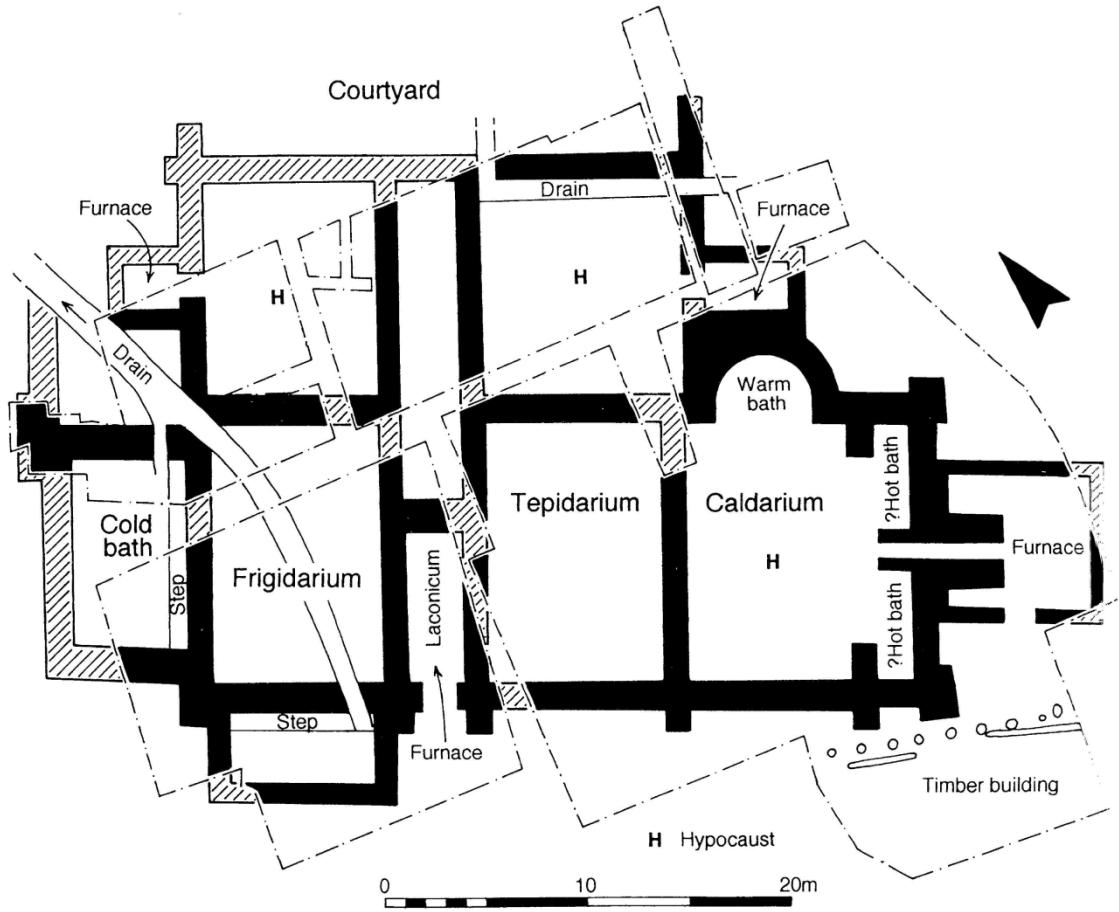 Courtyard
Furnace
Drain
Furnace
H
H
Drain
Warm
bath
?Hot bath
Cold
bath
Step
Frigidarium
Laconicum
Tepidarium
Caldarium
H
Furnace
?Hot bath
Step
Furnace
Timber building
H Hypocaust
0 10 20m